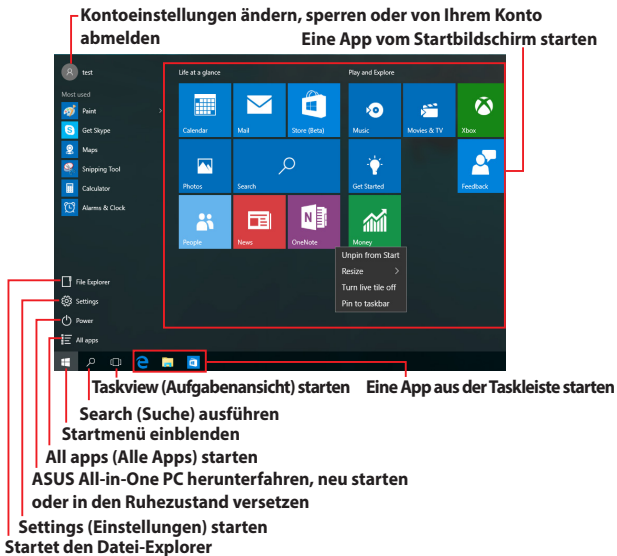 Kontoeinstellungen ändern, sperren oder von Ihrem Konto
abmelden
Eine App vom Startbildschirm starten
test
Life at a glance
Play and Explore
Most used
Paint
Get Skype
Maps
Snipping Tool
Calculator
Alarms & Clock
Calendar
Mail
Store (Beta)
Music
Movies & TV
Xbox
Photos
Search
Get Started
Feedback
People
News
OneNote
Money
Unpin from Start
Resize
Turn live tile off
Pin to taskbar
File Explorer
Settings
Power
All apps
Taskview (Aufgabenansicht) starten
Eine App aus der Taskleiste starten
Search (Suche) ausführen
Startmenü einblenden
All apps (Alle Apps) starten
ASUS All-in-One PC herunterfahren, neu starten
oder in den Ruhezustand versetzen
Settings (Einstellungen) starten
Startet den Datei-Explorer